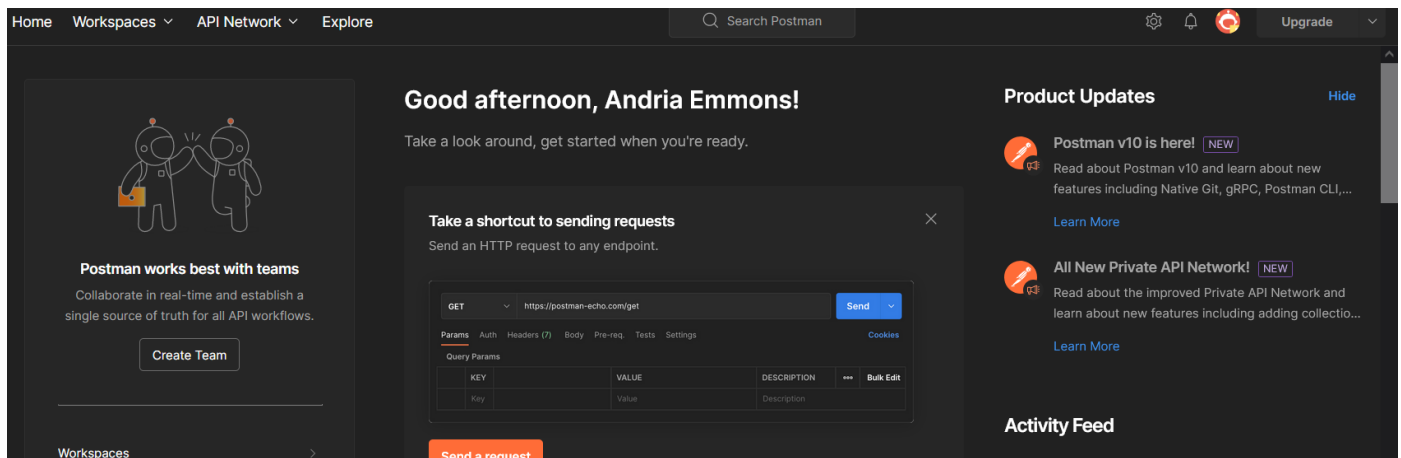 Home Workspaces API Network Explore Search Postman Upgrade
Postman works best with teams
Collaborate in real-time and establish a
single source of truth for all API workflows.
Create Team
Workspaces
Good afternoon, Andria Emmons!
Take a look around, get started when you're ready.
Take a shortcut to sending requests
Send an HTTP request to any endpoint.
GET https://postman-echo.com/get Send
Params Auth Headers (7) Body Pre-req. Tests Settings Cookies
Query Params
KEY VALUE DESCRIPTION ••• Bulk Edit
Key Value Description
Send a request
Product Updates Hide
Postman v10 is here! NEW
Read about Postman v10 and learn about new
features including Native Git, gRPC, Postman CLI,...
Learn More
All New Private API Network! NEW
Read about the improved Private API Network and
learn about new features including adding collectio...
Learn More
Activity Feed